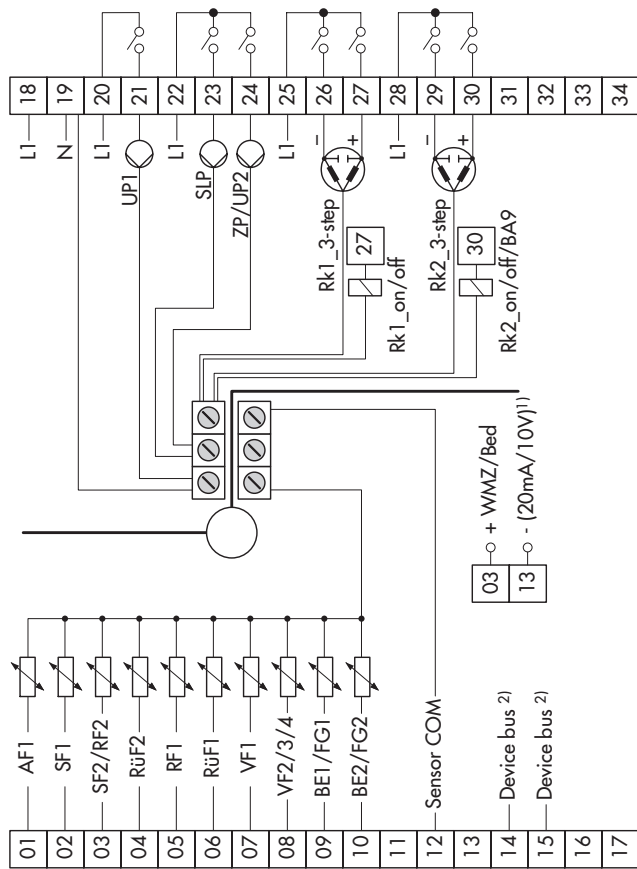 18
19
20
21
22
23
24
25
26
27
28
29
30
31
32
33
34
L1
N
L1
UP1
L1
SLP
ZP/UP2
L1
−
+
L1
−
+
Rk1_3-step
27
Rk1_on/off
Rk2_3-step
30
Rk2_on/off/BA9
03 + WMZ/Bed
13 - (20mA/10V)¹⁾
01 AF1
02 SF1
03 SF2/RF2
04 RüF2
05 RF1
06 RüF1
07 VF1
08 VF2/3/4
09 BE1/FG1
10 BE2/FG2
11
12 Sensor COM
13
14 Device bus ²⁾
15 Device bus ²⁾
16
17